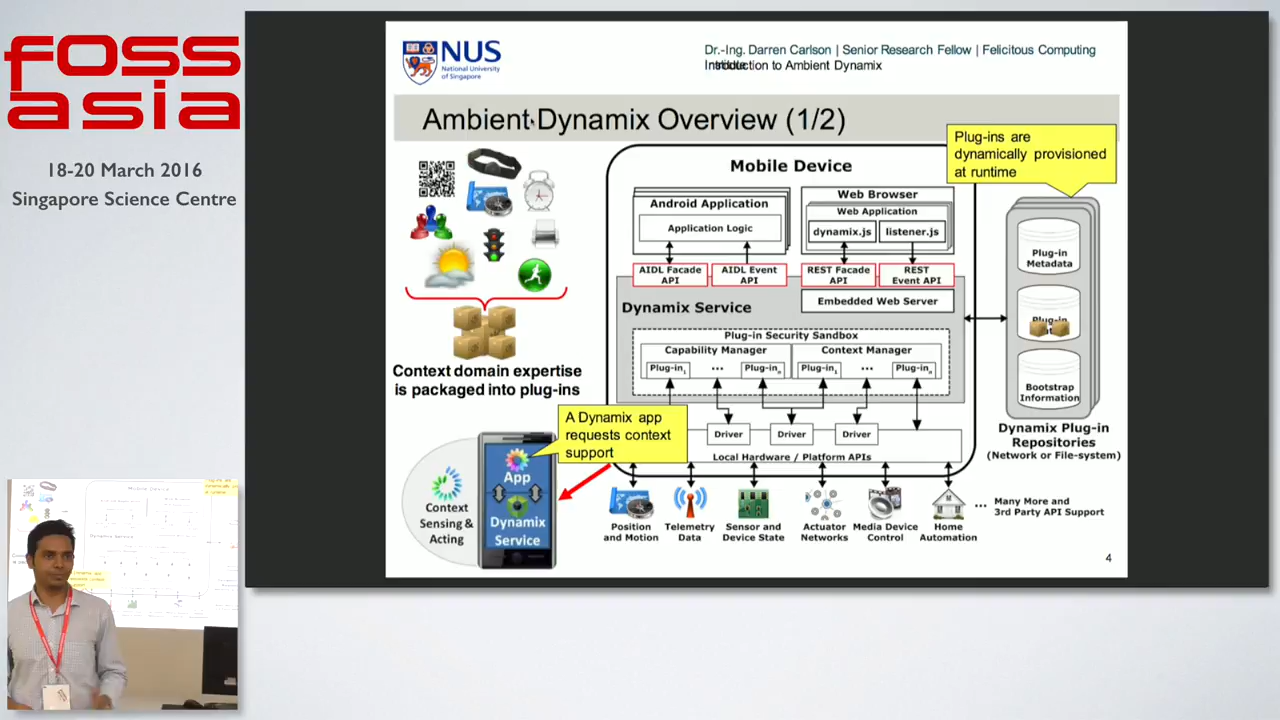 fOSS
asia
18-20 March 2016
Singapore Science Centre
NUS
National University
of Singapore
Dr.-Ing. Darren Carlson | Senior Research Fellow | Felicitous Computing
Introduction to Ambient Dynamix
Ambient Dynamix Overview (1/2)
Plug-ins are
dynamically provisioned
at runtime
Mobile Device
Android Application
Application Logic
Web Browser
Web Application
dynamix.js
listener.js
AIDL Facade
API
AIDL Event
API
REST Facade
API
REST
Event API
Dynamix Service
Embedded Web Server
Plug-in Security Sandbox
Capability Manager
Context Manager
Plug-in1
...
Plug-inn
Plug-in1
...
Plug-inn
Driver
Driver
Driver
Local Hardware / Platform APIs
Plug-in
Metadata
Plug-in
Bootstrap
Information
Dynamix Plug-in
Repositories
(Network or File-system)
Context domain expertise
is packaged into plug-ins
A Dynamix app
requests context
support
Context
Sensing &
Acting
App
Dynamix
Service
Position
and Motion
Telemetry
Data
Sensor and
Device State
Actuator
Networks
Media Device
Control
Home
Automation
... Many More and
3rd Party API Support
4